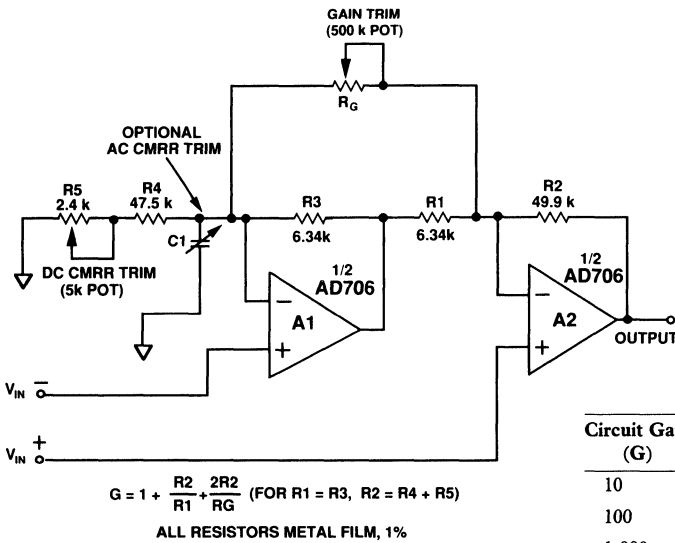 GAIN TRIM
(500 k POT)
RG
OPTIONAL
AC CMRR TRIM
R5
2.4 k
R4
47.5 k
R3
6.34k
R1
6.34k
R2
49.9 k
C1
DC CMRR TRIM
(5k POT)
1/2
AD706
A1
1/2
AD706
A2
−
+
−
+
OUTPUT
VIN −
VIN +
G = 1 + R2/R1 + 2R2/RG (FOR R1 = R3, R2 = R4 + R5)
ALL RESISTORS METAL FILM, 1%
Circuit Ga
(G)
10
100